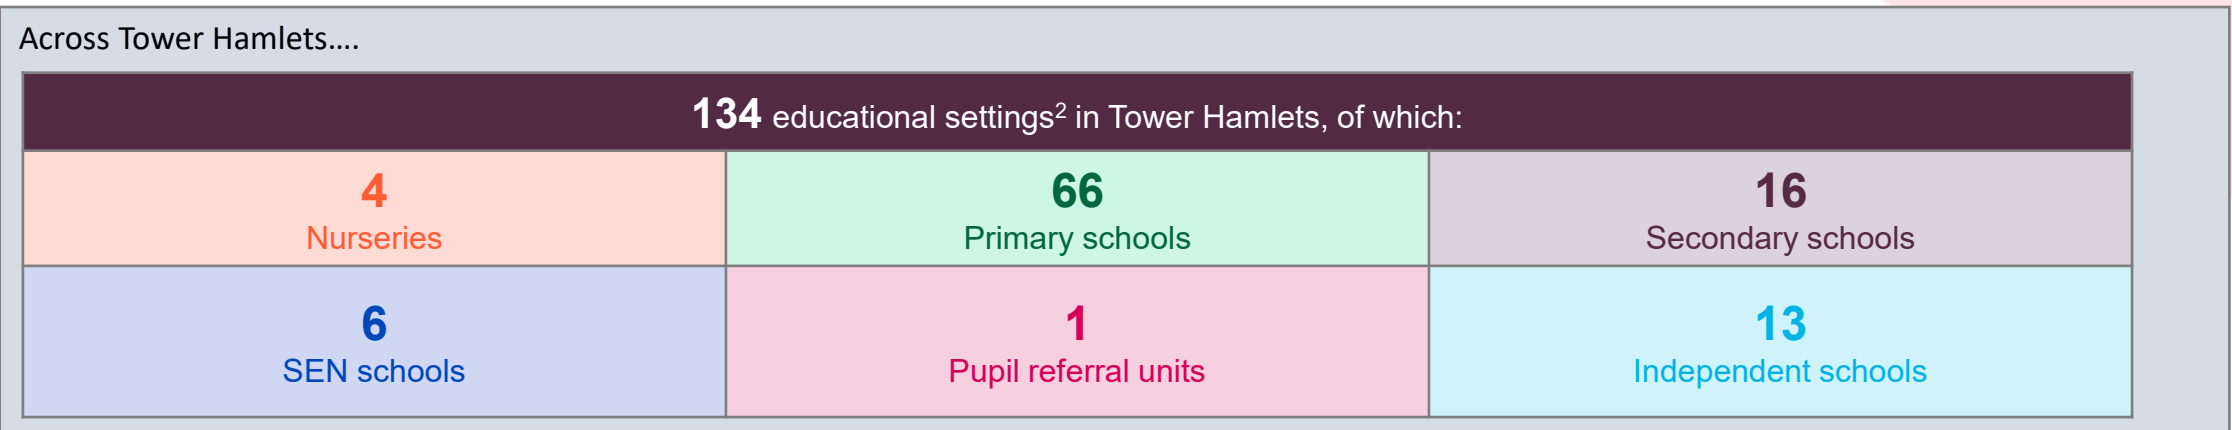 Across Tower Hamlets....
134 educational settings² in Tower Hamlets, of which:
4
Nurseries
66
Primary schools
16
Secondary schools
6
SEN schools
1
Pupil referral units
13
Independent schools